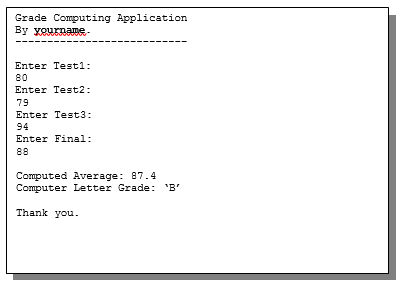 Grade Computing Application
By yourname.
---------------------------
Enter Test1:
80
Enter Test2:
79
Enter Test3:
94
Enter Final:
88
Computed Average: 87.4
Computer Letter Grade: ‘B’
Thank you.